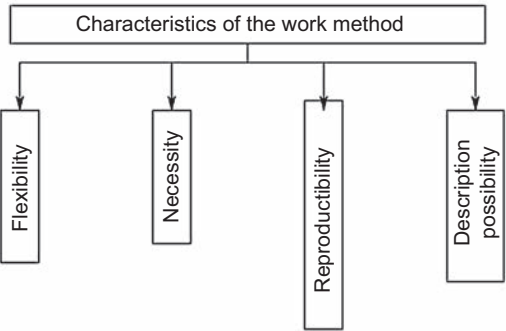 Characteristics of the work method
Flexibility
Necessity
Reproductibility
Description
possibility